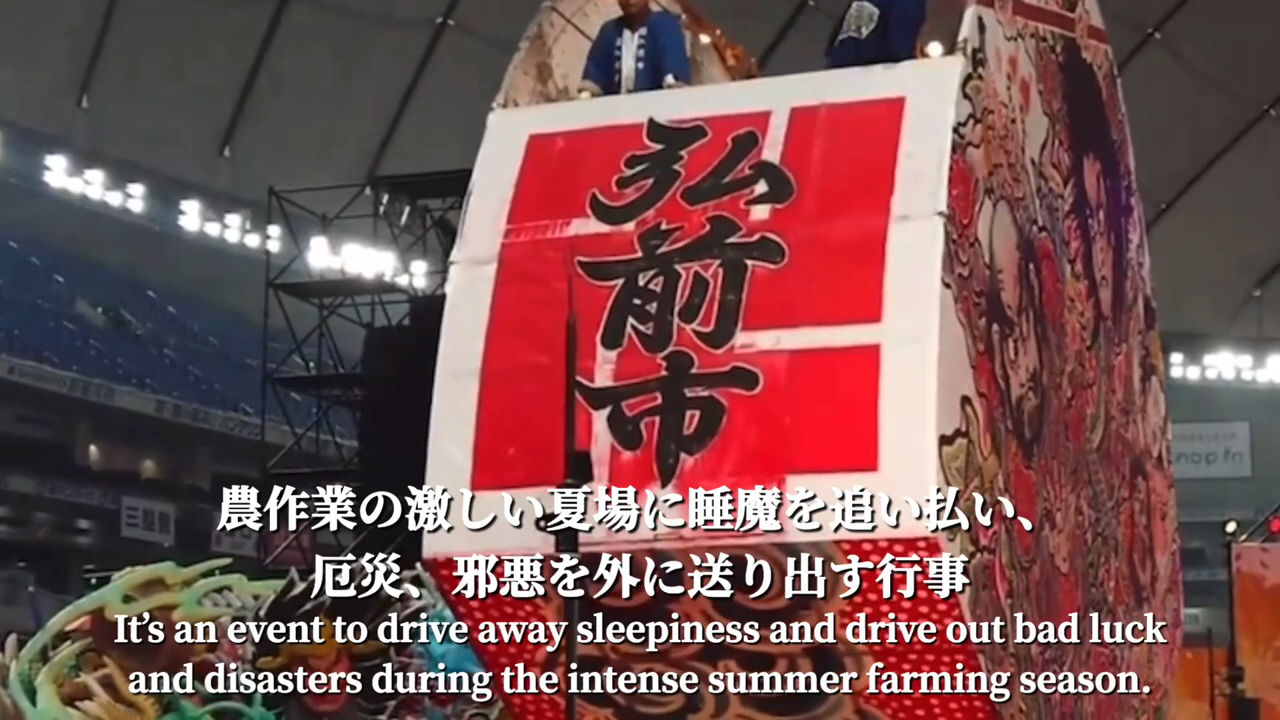 弘前市
農作業の激しい夏場に睡魔を追い払い、
厄災、邪悪を外に送り出す行事
It’s an event to drive away sleepiness and drive out bad luck
and disasters during the intense summer farming season.